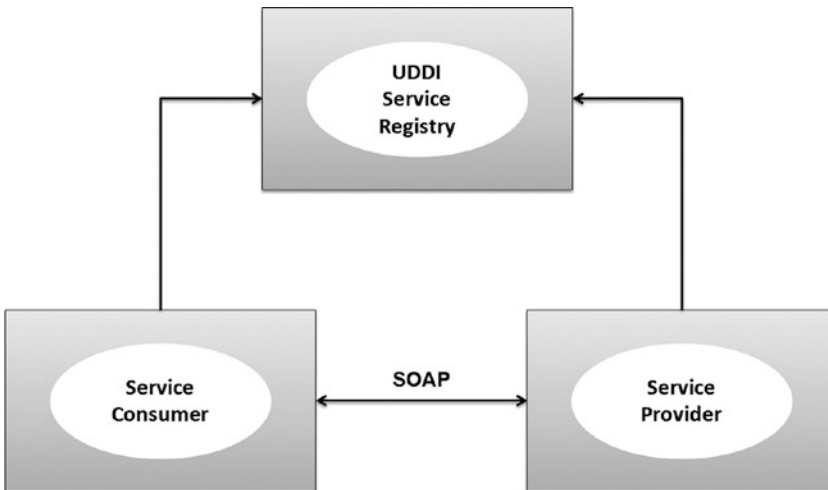 UDDI
Service
Registry
SOAP
Service
Consumer
Service
Provider